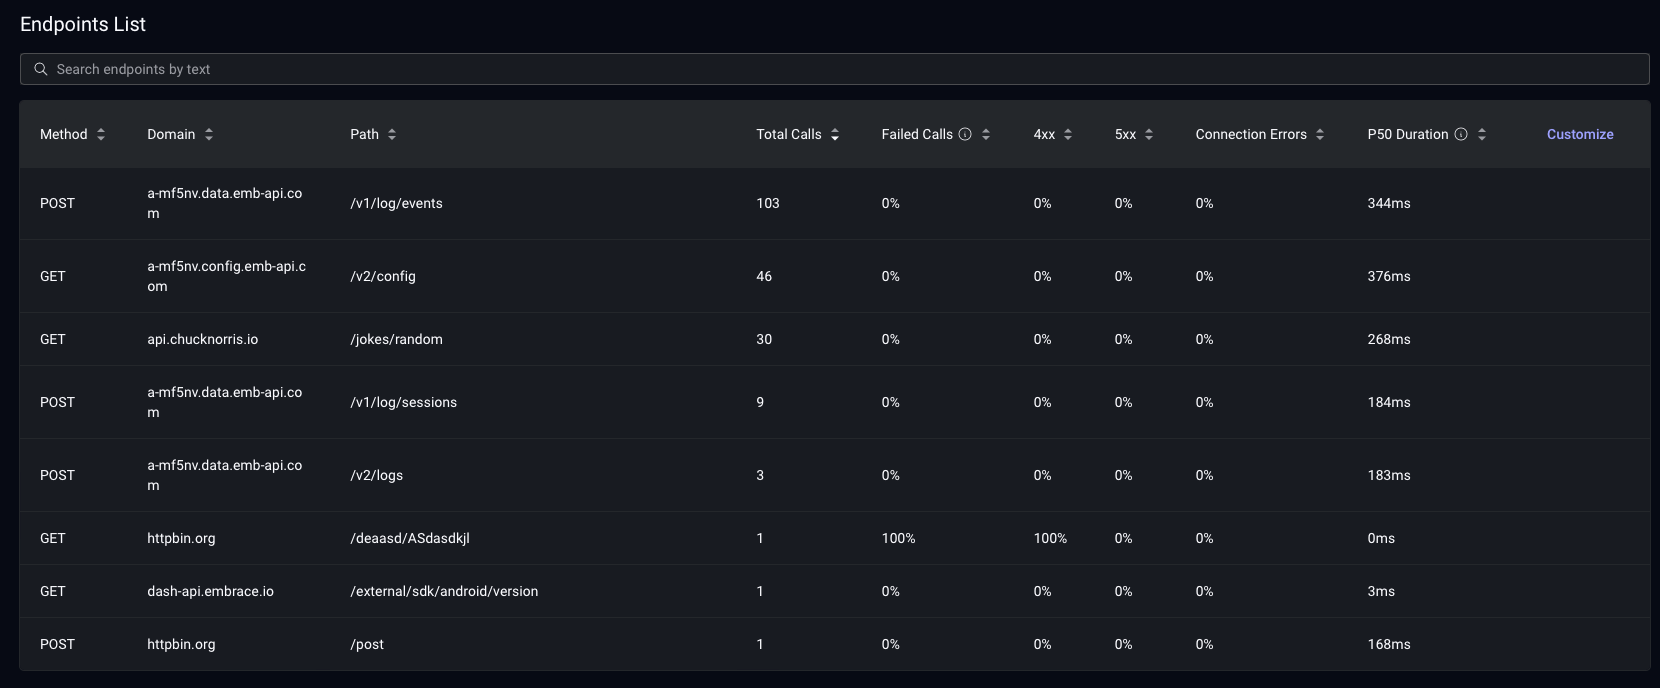 Endpoints List
Search endpoints by text
Method Domain Path Total Calls Failed Calls 4xx 5xx Connection Errors P50 Duration Customize
POST a-mf5nv.data.emb-api.co /v1/log/events 103 0% 0% 0% 0% 344ms
m
GET a-mf5nv.config.emb-api.c /v2/config 46 0% 0% 0% 0% 376ms
om
GET api.chucknorris.io /jokes/random 30 0% 0% 0% 0% 268ms
POST a-mf5nv.data.emb-api.co /v1/log/sessions 9 0% 0% 0% 0% 184ms
m
POST a-mf5nv.data.emb-api.co /v2/logs 3 0% 0% 0% 0% 183ms
m
GET httpbin.org /deaasd/ASdasdkjl 1 100% 100% 0% 0% 0ms
GET dash-api.embrace.io /external/sdk/android/version 1 0% 0% 0% 0% 3ms
POST httpbin.org /post 1 0% 0% 0% 0% 168ms